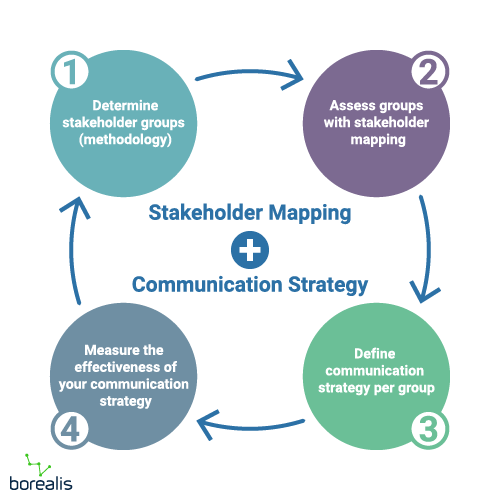 1
Determine
stakeholder groups
(methodology)
2
Assess groups
with stakeholder
mapping
Stakeholder Mapping
+
Communication Strategy
Define
communication
strategy per group
3
Measure the
effectiveness of
your communication
strategy
4
borealis